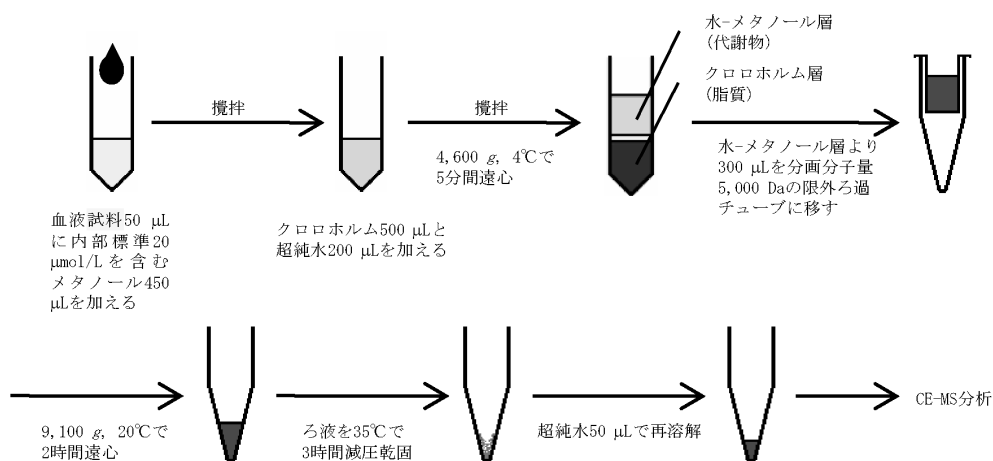 水-メタノール層
(代謝物)
クロロホルム層
(脂質)
攪拌
攪拌
4,600 g, 4℃で
5分間遠心
水-メタノール層より
300 μLを分画分子量
5,000 Daの限外ろ過
チューブに移す
血液試料50 μL
に内部標準20
μmol/Lを含む
メタノール450
μLを加える
クロロホルム500 μLと
超純水200 μLを加える
9,100 g, 20℃で
2時間遠心
ろ液を35℃で
3時間減圧乾固
超純水50 μLで再溶解
CE-MS分析